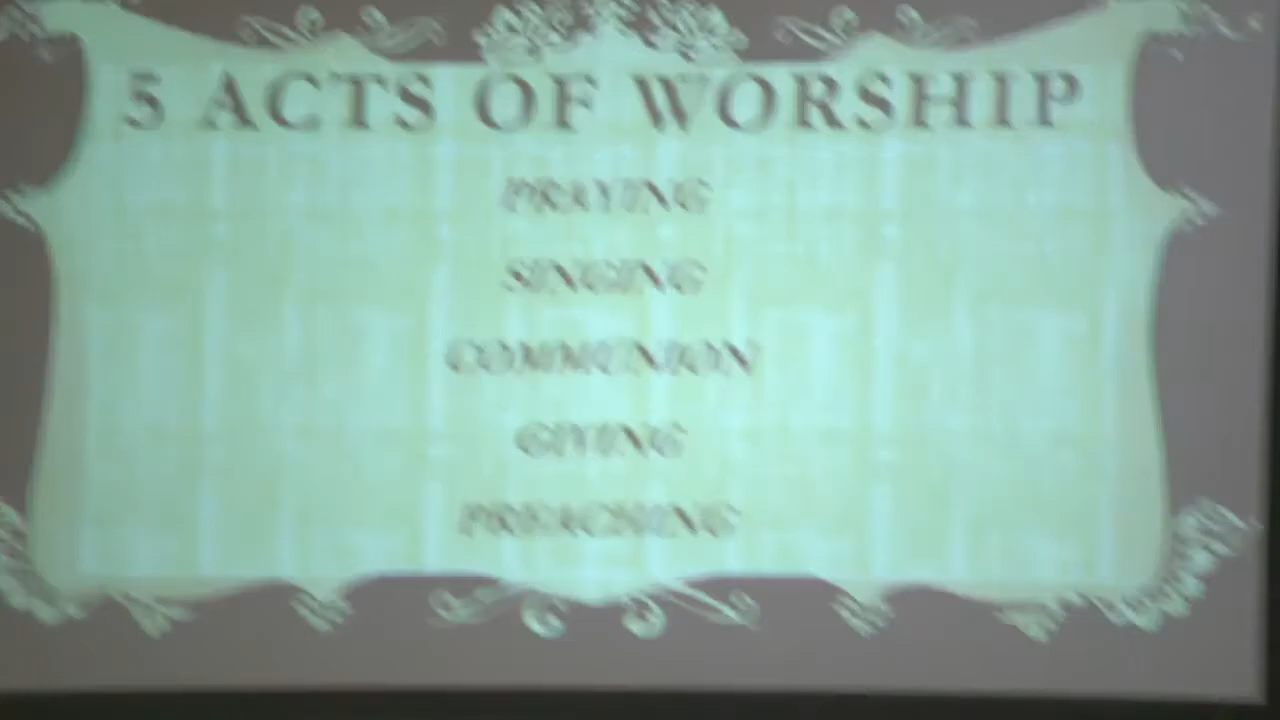 5 ACTS OF WORSHIP
PRAYING
SINGING
COMMUNION
GIVING
PREACHING